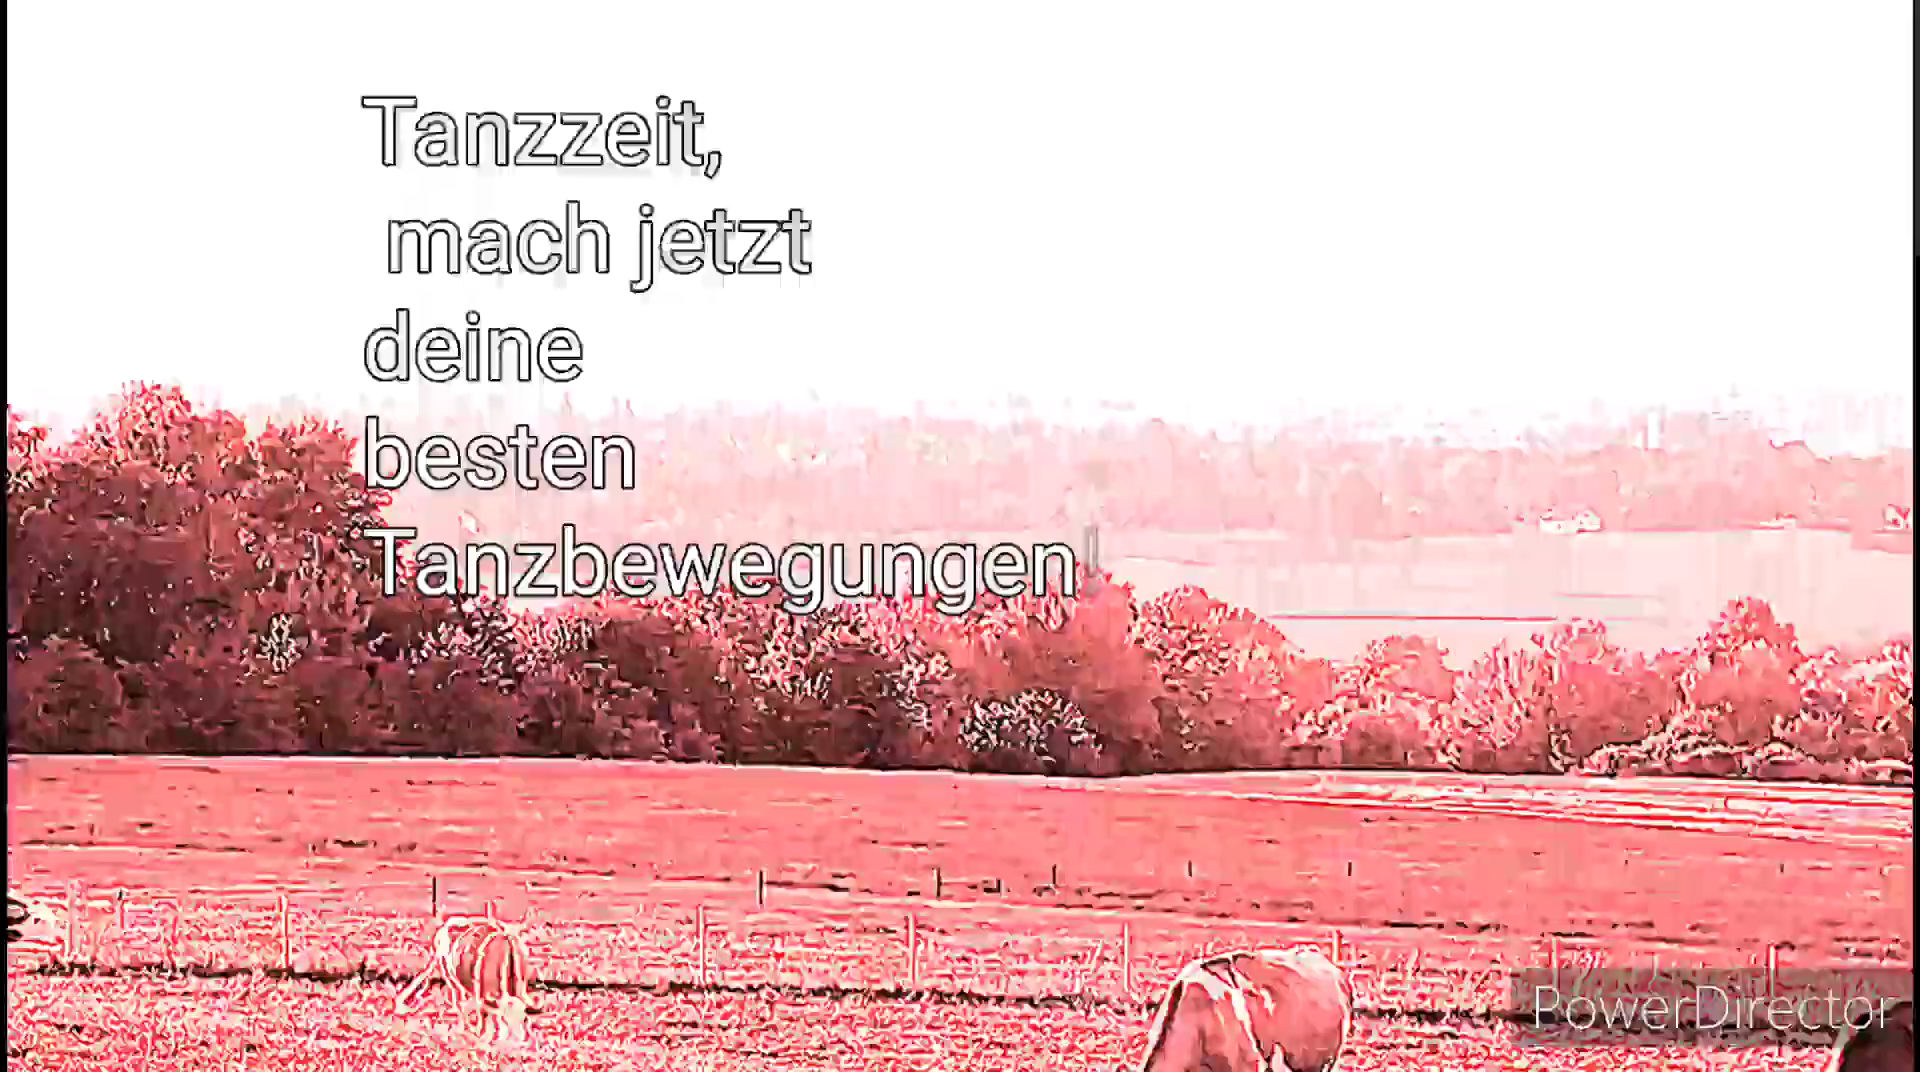 Tanzzeit,
mach jetzt
deine
besten
Tanzbewegungen!
PowerDirector